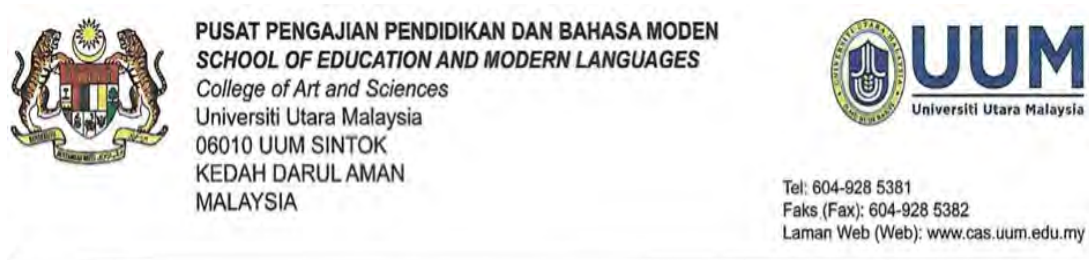 PUSAT PENGAJIAN PENDIDIKAN DAN BAHASA MODEN
SCHOOL OF EDUCATION AND MODERN LANGUAGES
College of Art and Sciences
Universiti Utara Malaysia
06010 UUM SINTOK
KEDAH DARUL AMAN
MALAYSIA
UUM
Universiti Utara Malaysia
Tel: 604-928 5381
Faks (Fax): 604-928 5382
Laman Web (Web): www.cas.uum.edu.my